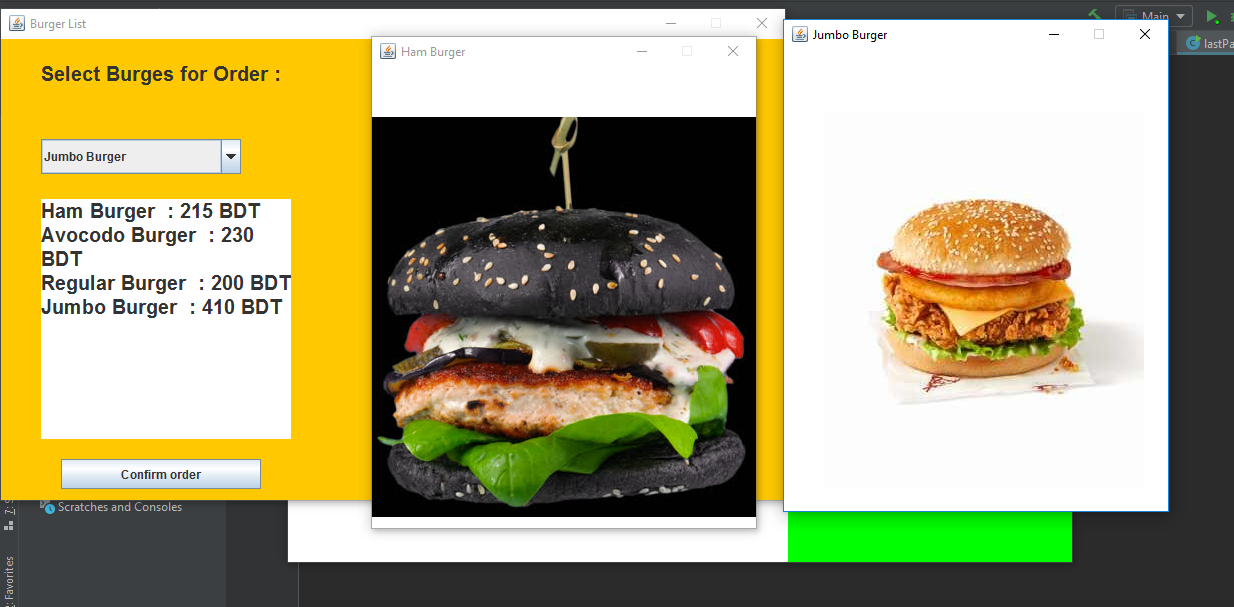 Burger List
Select Burges for Order :
Jumbo Burger
Ham Burger : 215 BDT
Avocodo Burger : 230
BDT
Regular Burger : 200 BDT
Jumbo Burger : 410 BDT
Confirm order
Ham Burger
Jumbo Burger
Main
lastPa
Scratches and Consoles
Favorites